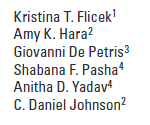 Kristina T. Flicek1
Amy K. Hara2
Giovanni De Petris3
Shabana F. Pasha4
Anitha D. Yadav4
C. Daniel Johnson2